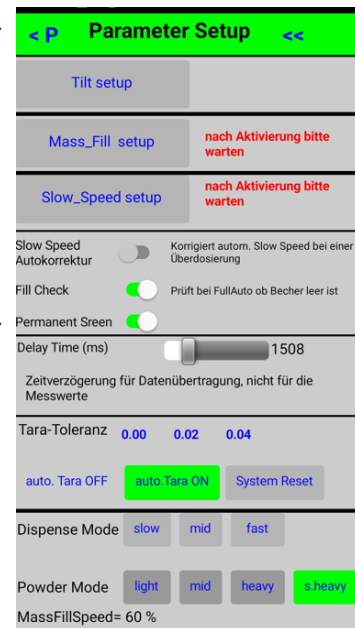 < P Parameter Setup <<
Tilt setup
Mass_Fill setup
nach Aktivierung bitte
warten
Slow_Speed setup
nach Aktivierung bitte
warten
Slow Speed
Autokorrektur
Korrigiert autom. Slow Speed bei einer
Überdosierung
Fill Check
Prüft bei FullAuto ob Becher leer ist
Permanent Sreen
Delay Time (ms)
1508
Zeitverzögerung für Datenübertragung, nicht für die
Messwerte
Tara-Toleranz 0.00 0.02 0.04
auto. Tara OFF auto.Tara ON System Reset
Dispense Mode slow mid fast
Powder Mode light mid heavy s.heavy
MassFillSpeed= 60 %